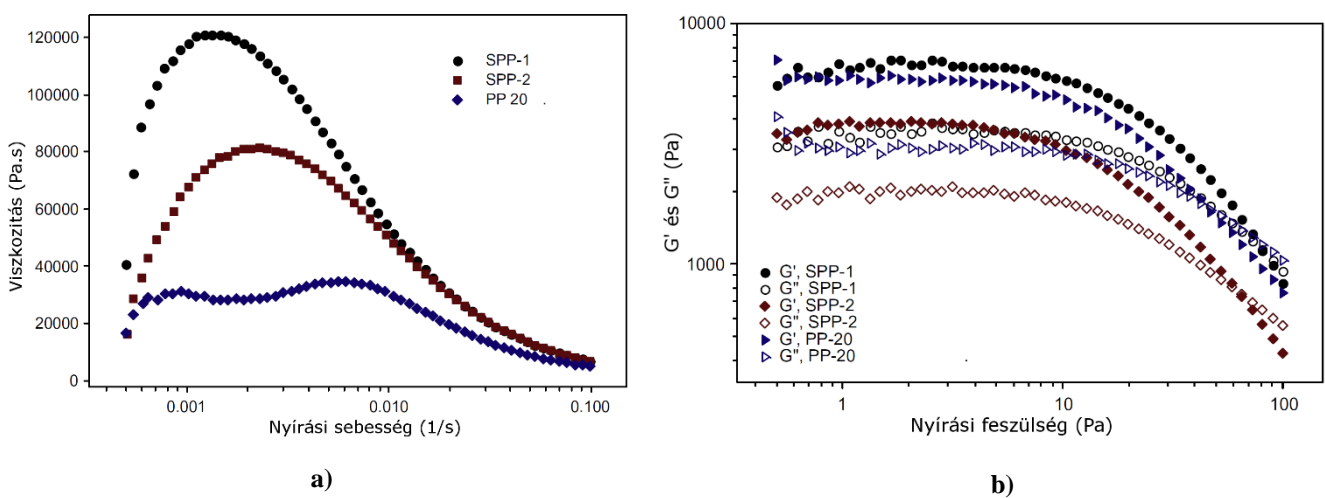 120000
100000
80000
60000
40000
20000
0
Viszkozitás (Pa.s)
SPP-1
SPP-2
PP 20
0.001
0.010
0.100
Nyírási sebesség (1/s)
a)
10000
1000
G' és G" (Pa)
G', SPP-1
G", SPP-1
G', SPP-2
G", SPP-2
G', PP-20
G", PP-20
1
10
100
Nyírási feszülség (Pa)
b)